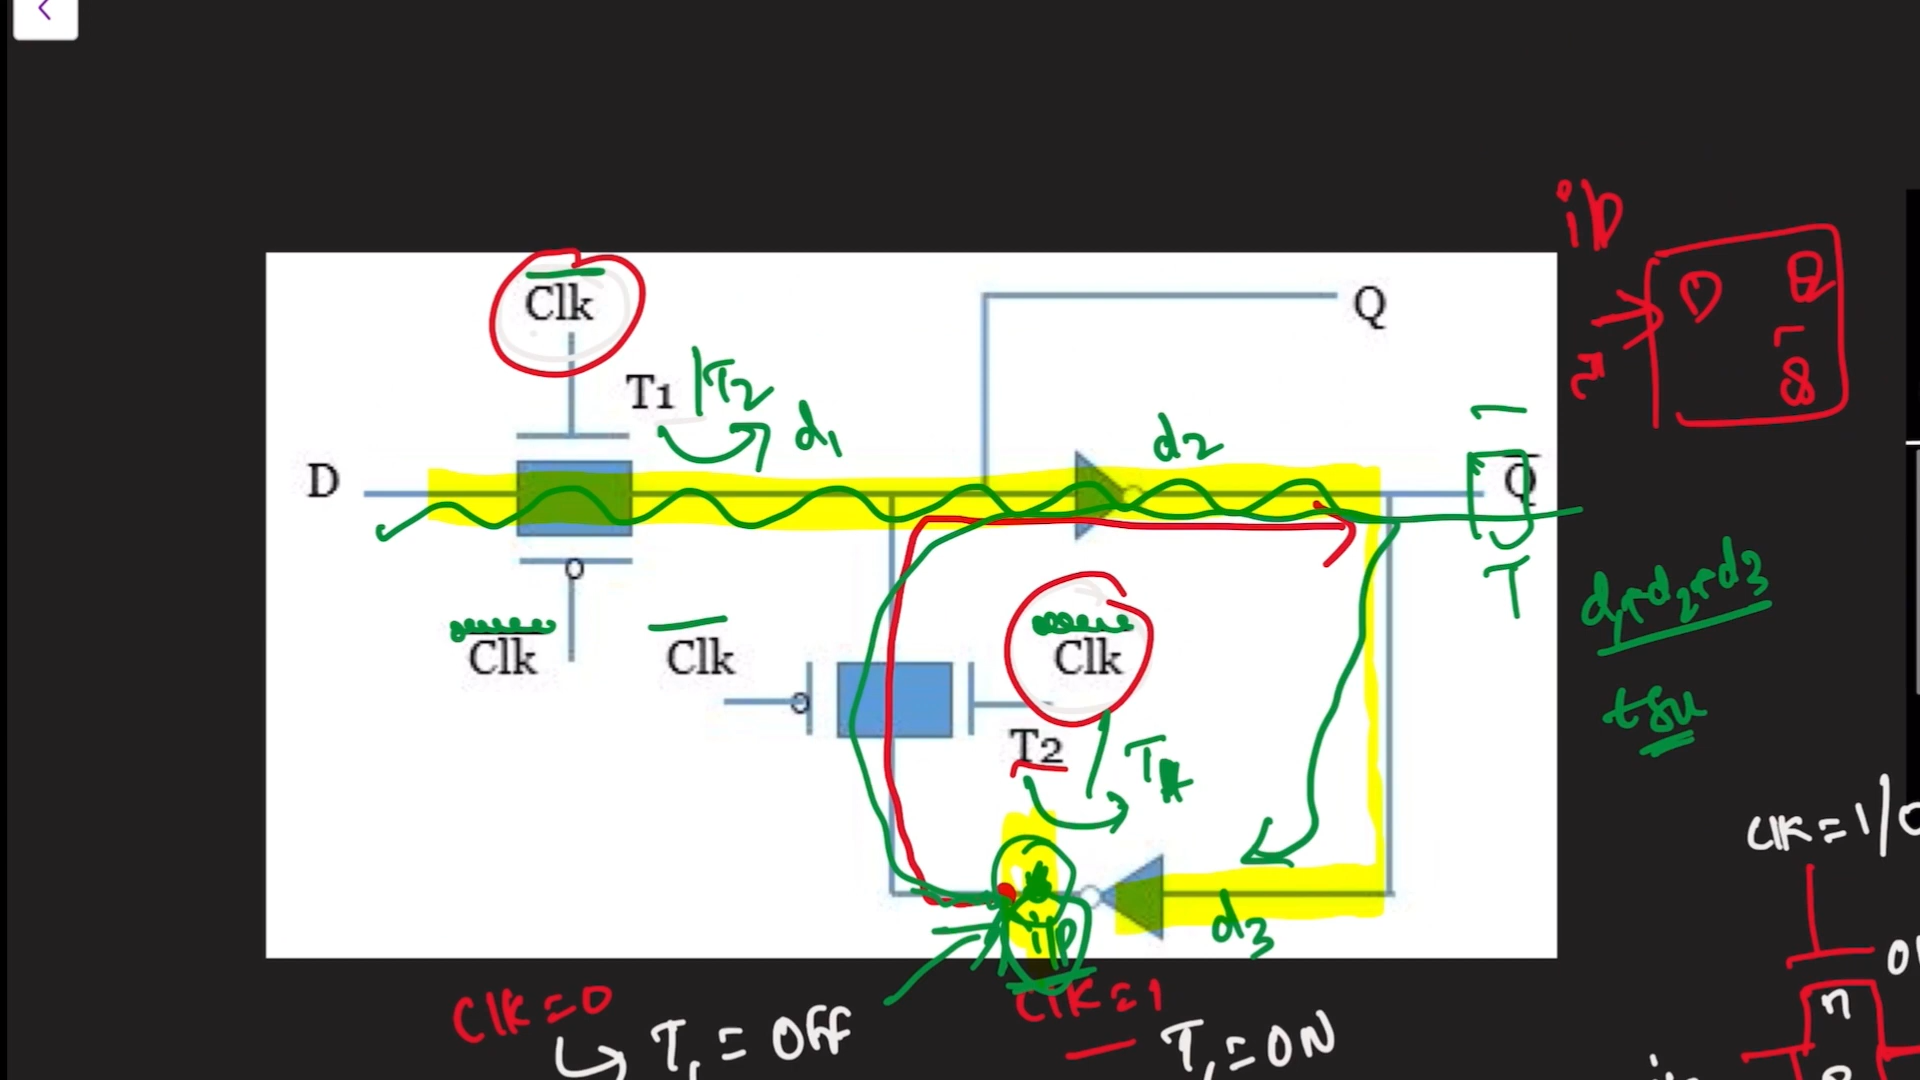 Clk
Q
i/p
D Q
Q
T1 /T2
d1
d2
D
Q
T
d1+d2+d3
Clk
Clk
Clk
T2
tsu
d3
i/p
Clk = 1/0
Clk=0
Clk=1
T1 = OFF
T1 = ON
n